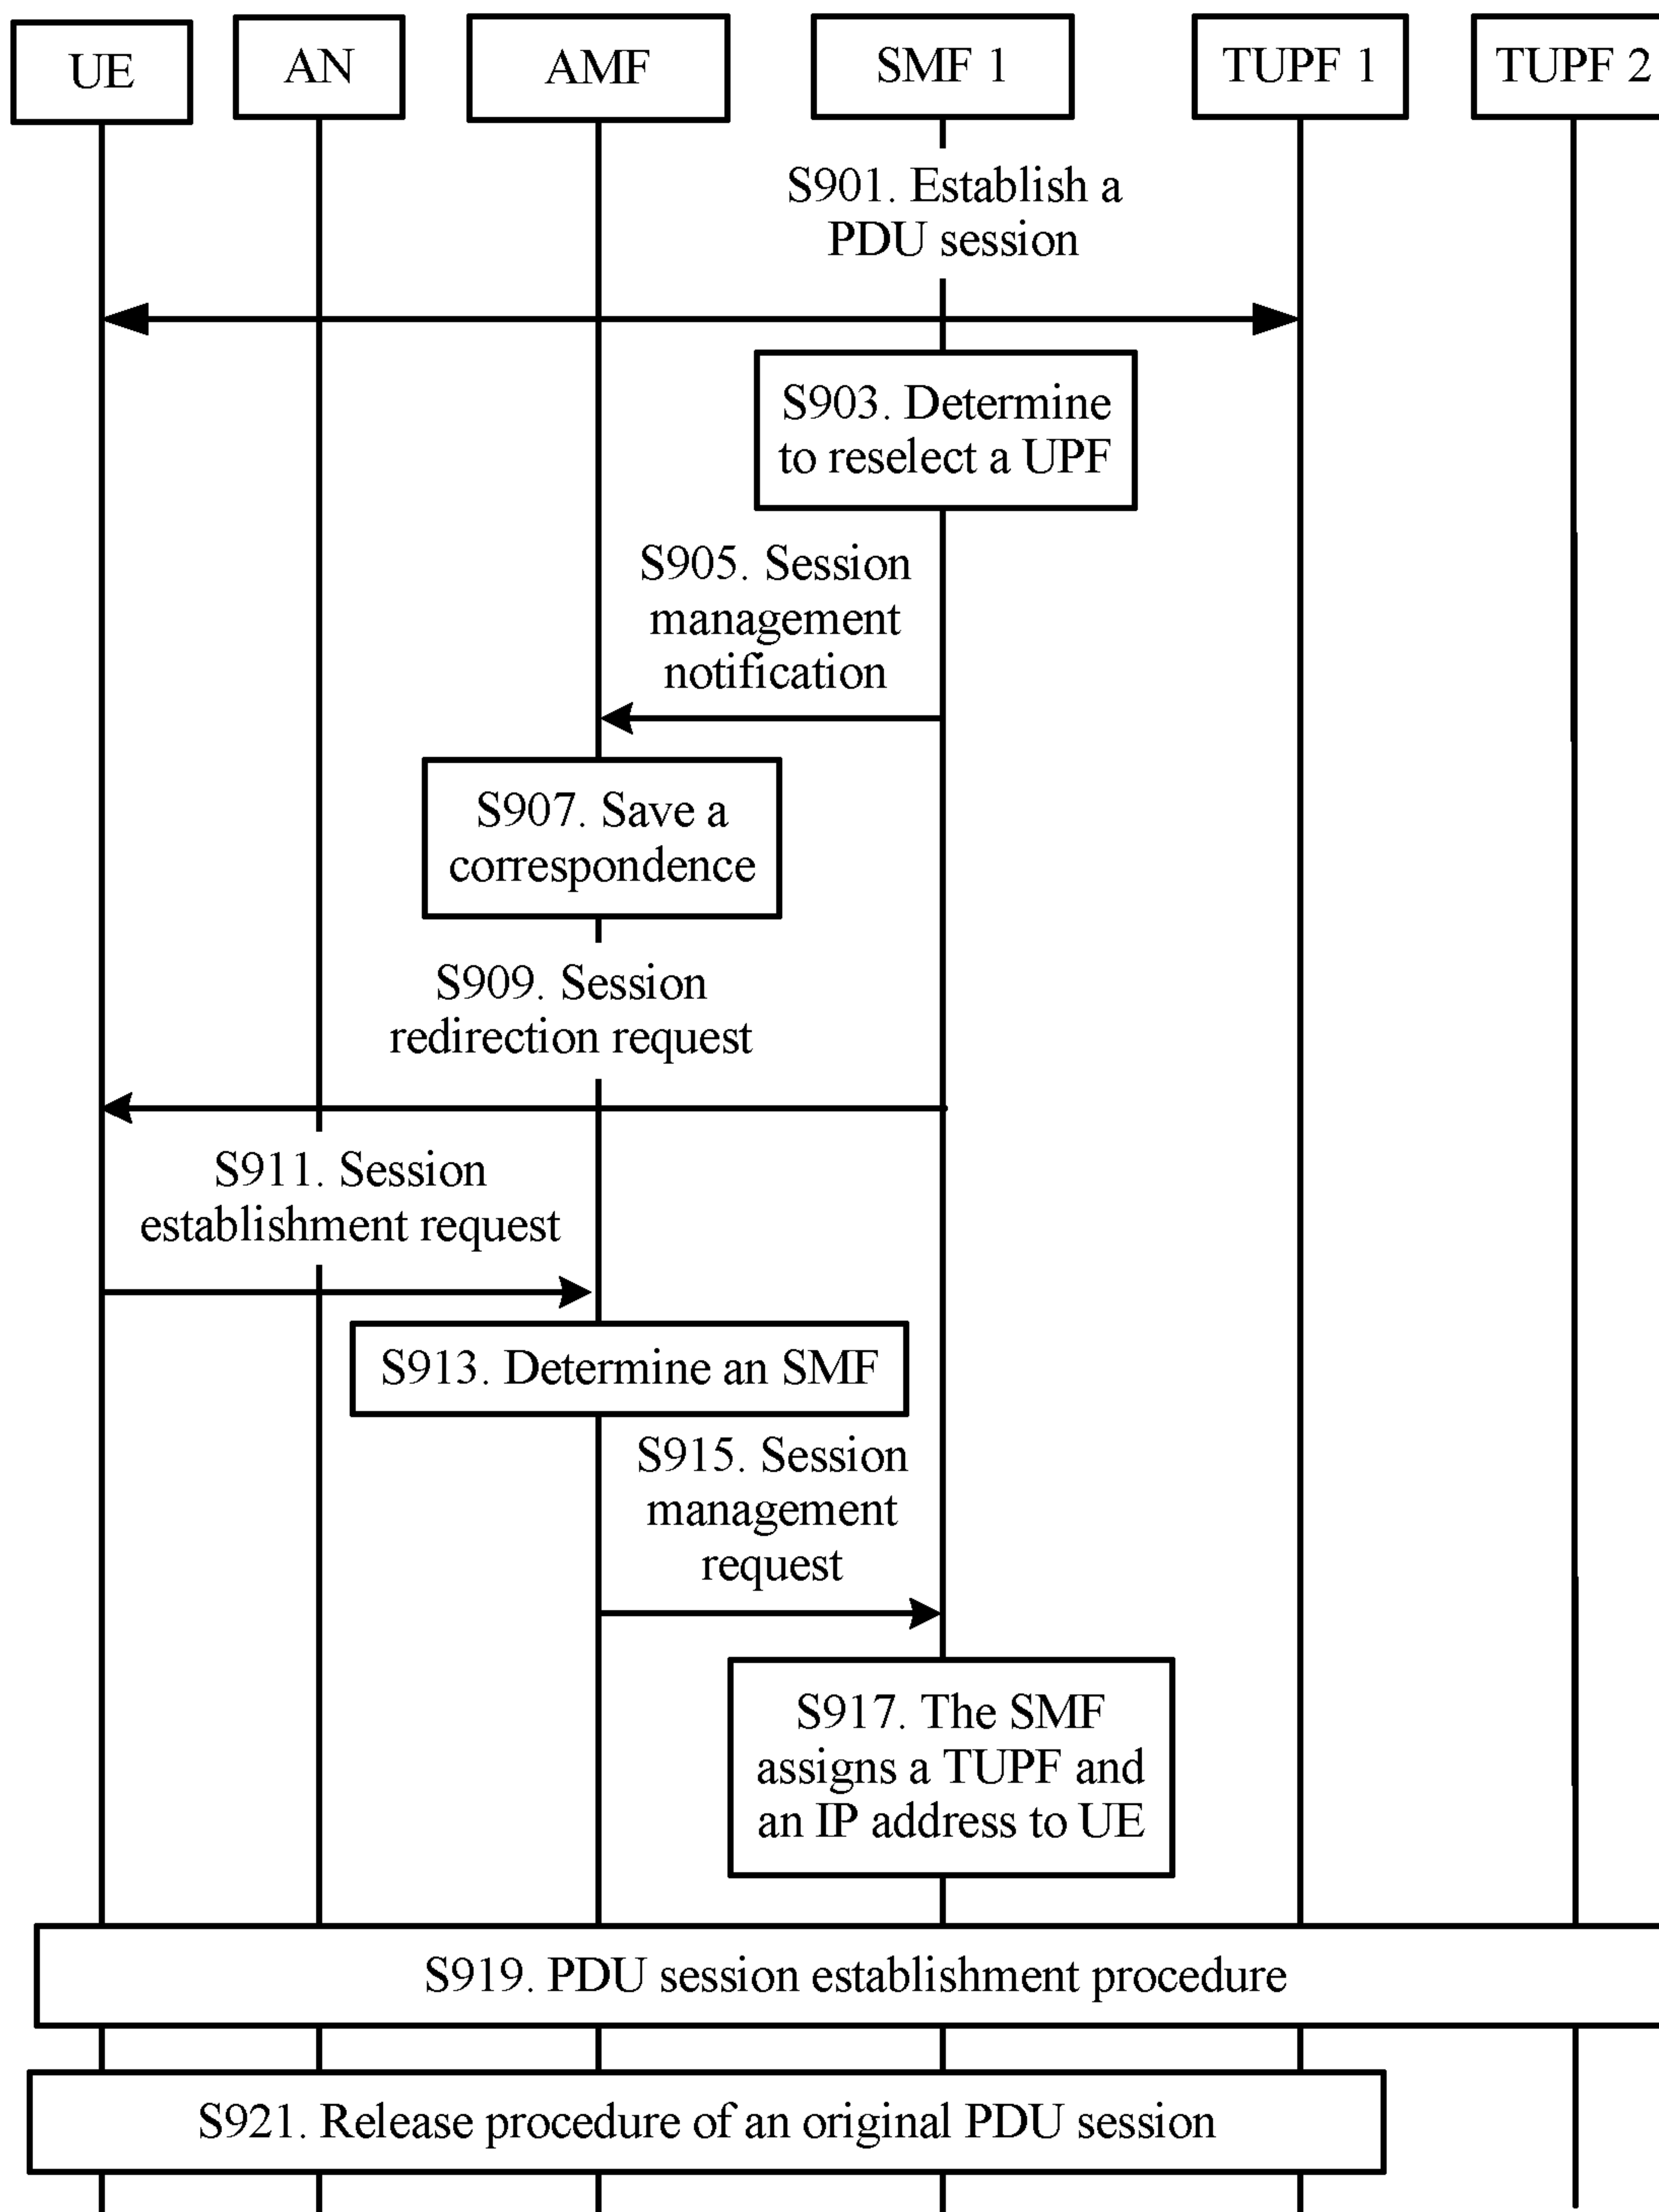 UE
AN
AMF
SMF 1
TUPF 1
TUPF 2
S901. Establish a
PDU session
S903. Determine
to reselect a UPF
S905. Session
management
notification
S907. Save a
correspondence
S909. Session
redirection request
S911. Session
establishment request
S913. Determine an SMF
S915. Session
management
request
S917. The SMF
assigns a TUPF and
an IP address to UE
S919. PDU session establishment procedure
S921. Release procedure of an original PDU session